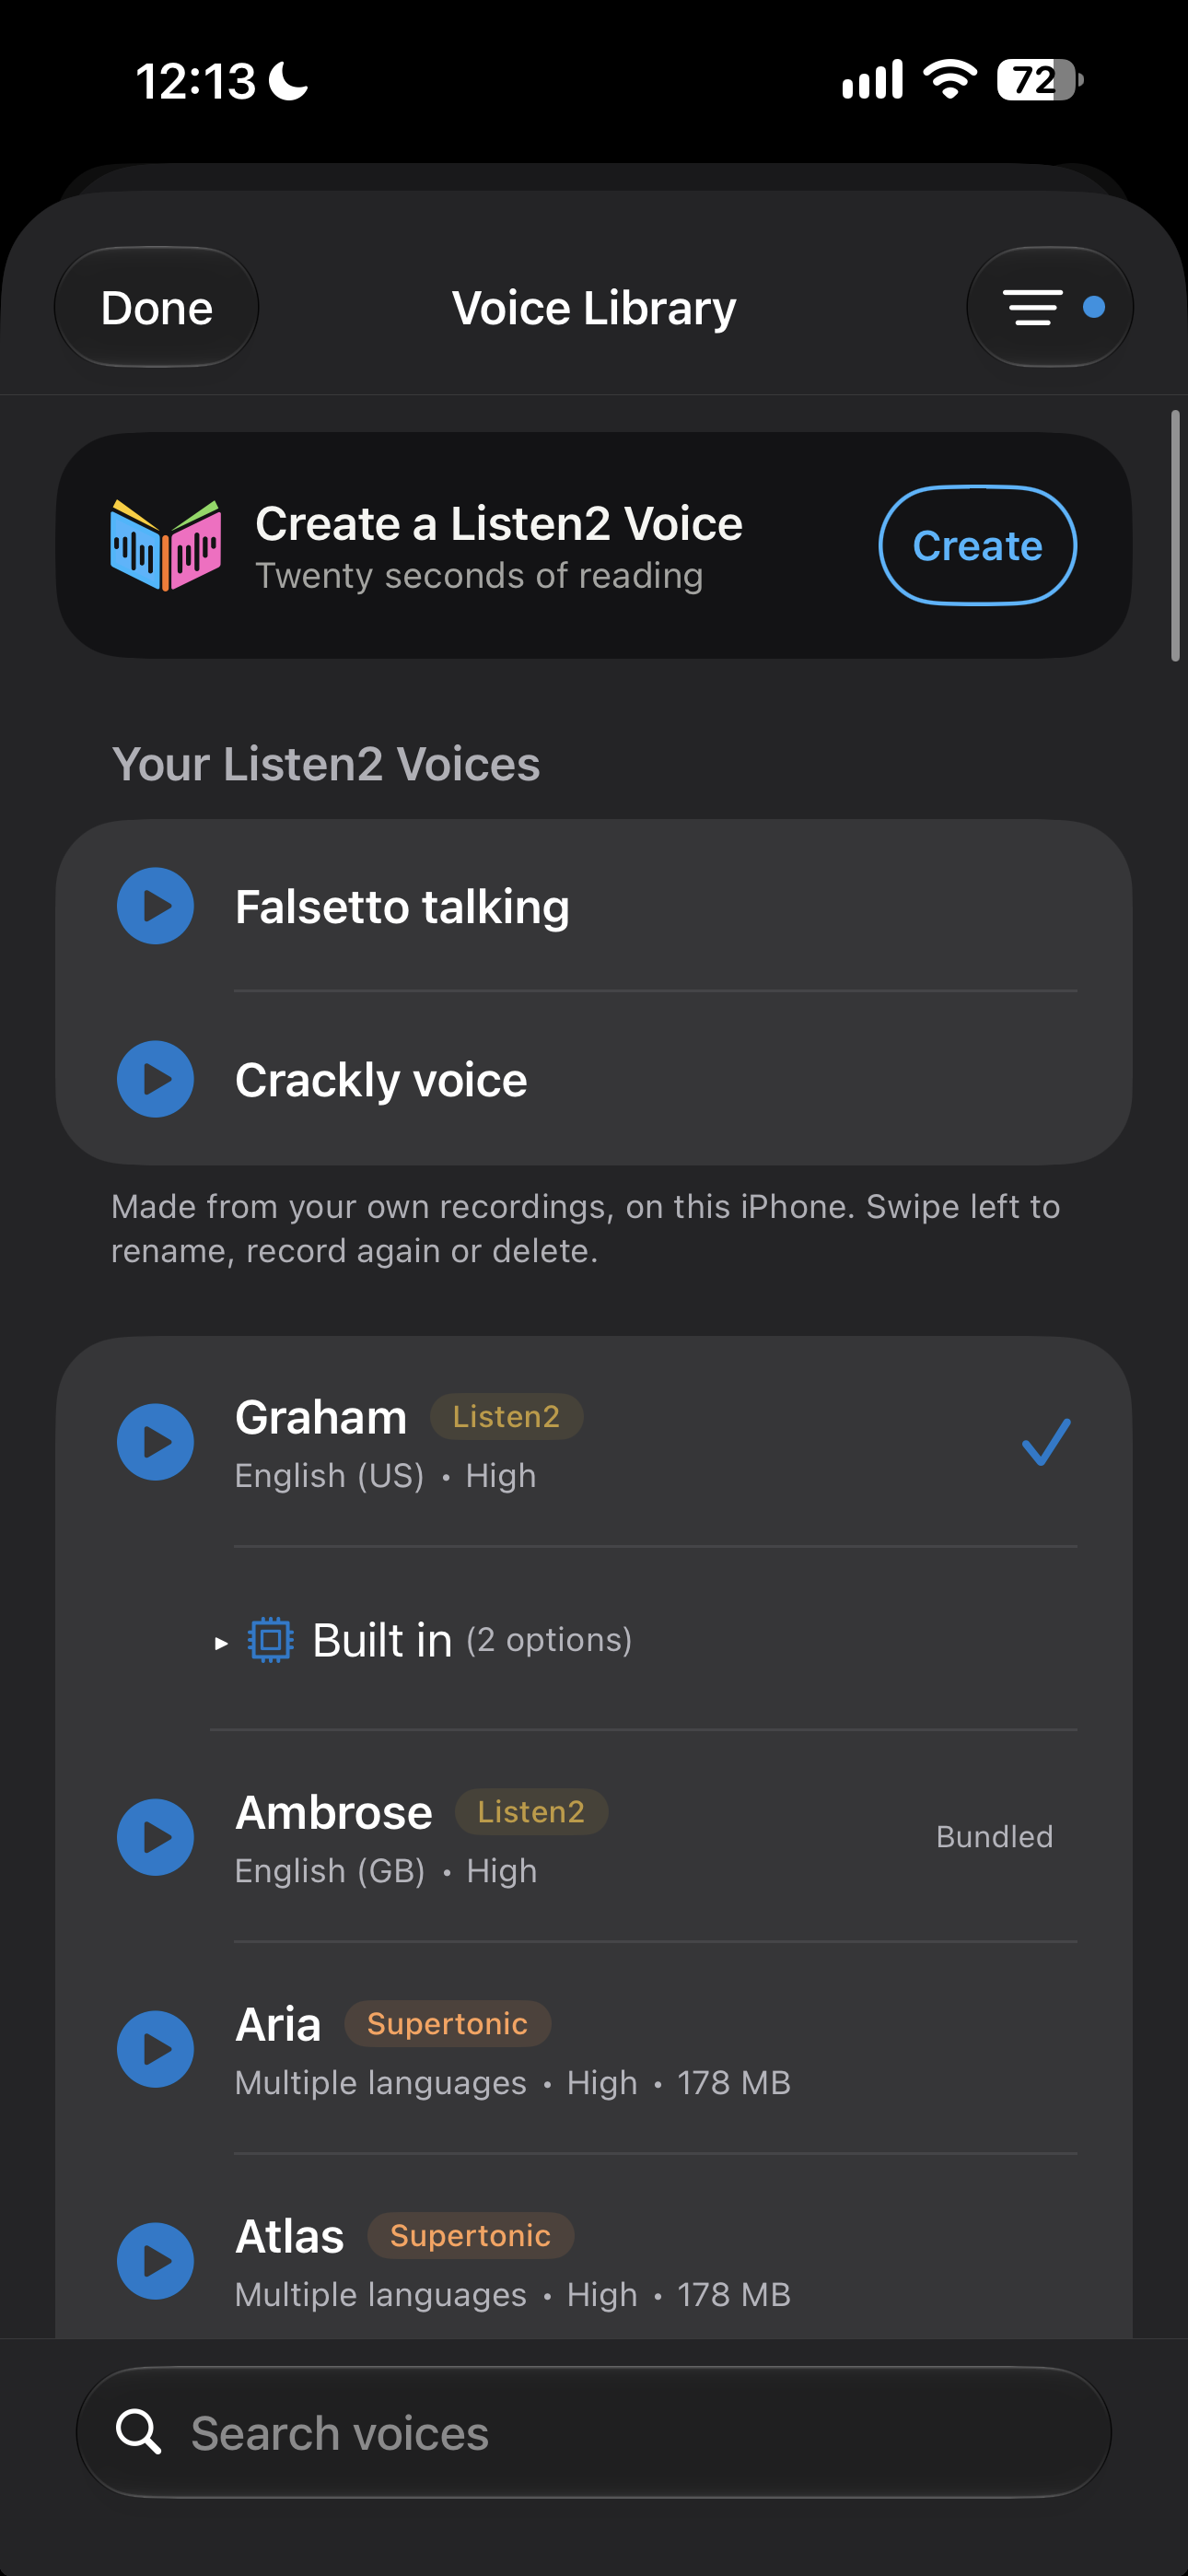 12:13
72
Done
Voice Library
Create a Listen2 Voice
Twenty seconds of reading
Create
Your Listen2 Voices
Falsetto talking
Crackly voice
Made from your own recordings, on this iPhone. Swipe left to
rename, record again or delete.
Graham Listen2
English (US) • High
Built in (2 options)
Ambrose Listen2
English (GB) • High
Bundled
Aria Supertonic
Multiple languages • High • 178 MB
Atlas Supertonic
Multiple languages • High • 178 MB
Search voices